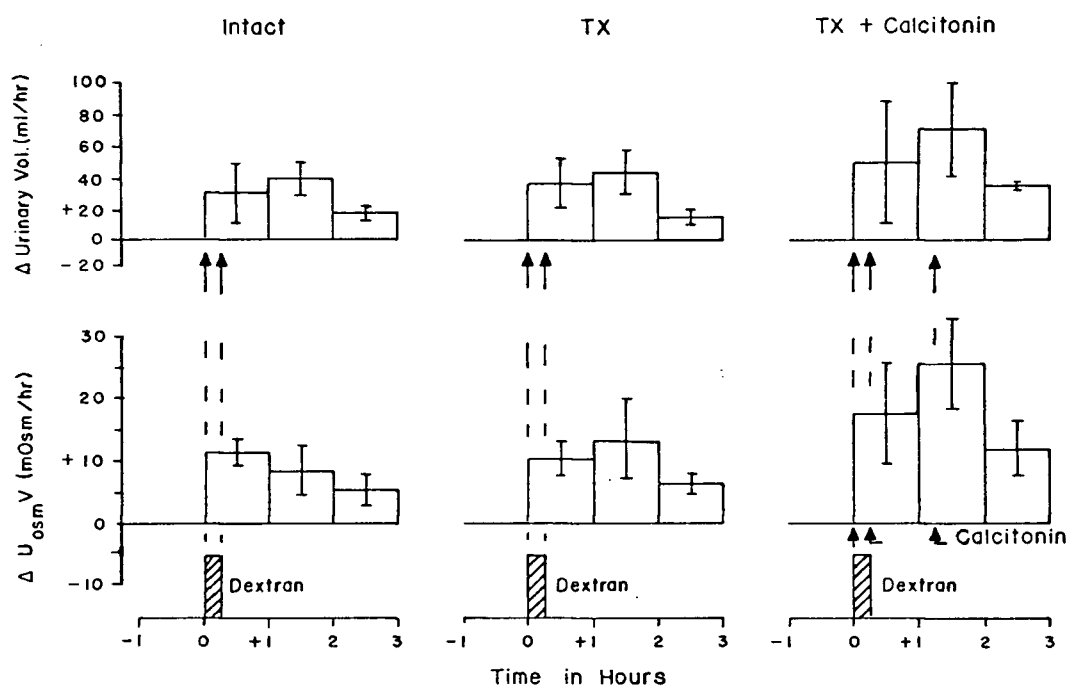 Intact TX TX + Calcitonin
Δ Urinary Vol.(ml/hr)
100
80
60
40
+20
0
-20
Δ UosmV (mOsm/hr)
30
20
+10
0
-10
Calcitonin
Dextran Dextran Dextran
-1 0 +1 2 3 -1 0 +1 2 3 -1 0 +1 2 3
Time in Hours